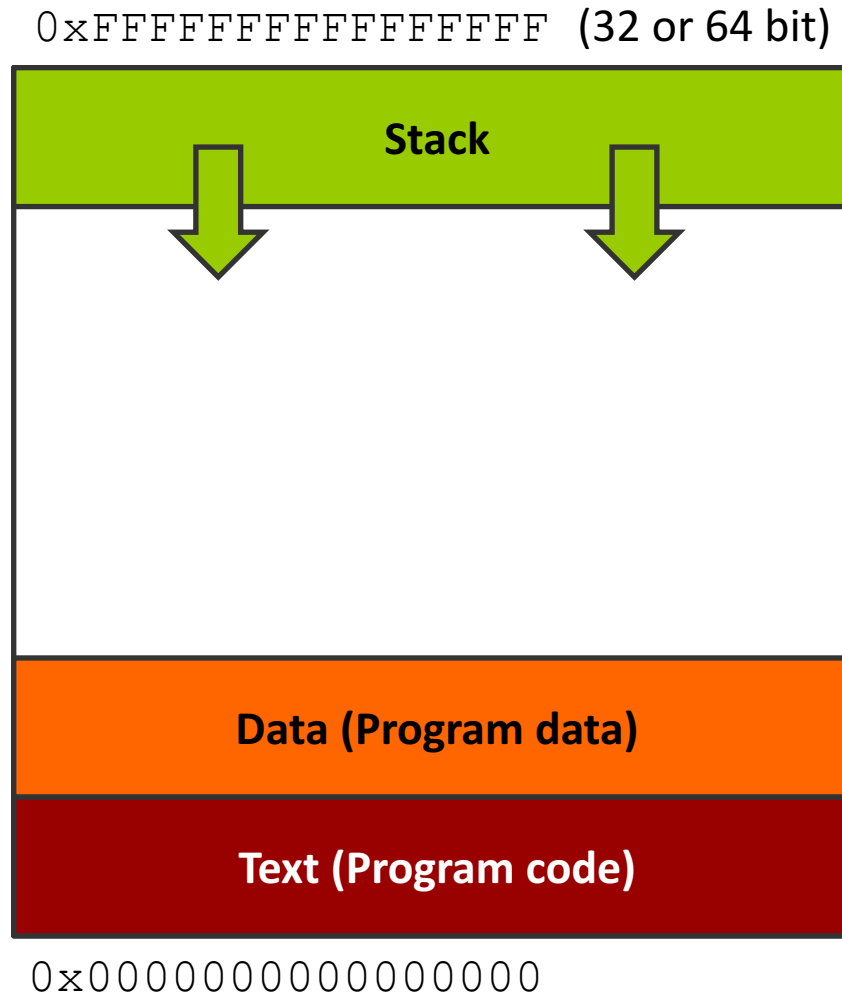 0xFFFFFFFFFFFFFFFF (32 or 64 bit)
Stack
Data (Program data)
Text (Program code)
0x0000000000000000